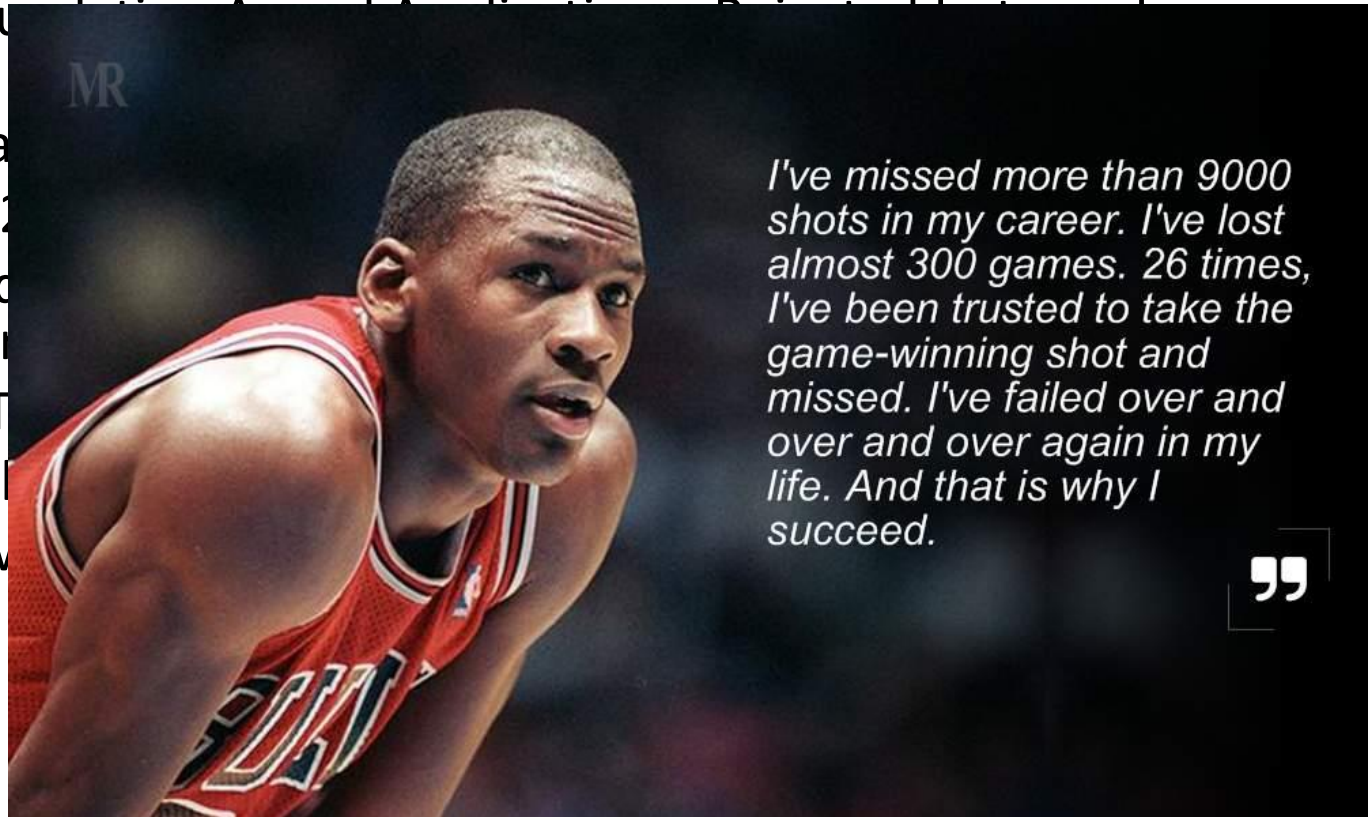 MR
I've missed more than 9000
shots in my career. I've lost
almost 300 games. 26 times,
I've been trusted to take the
game-winning shot and
missed. I've failed over and
over and over again in my
life. And that is why I
succeed.
”
BULL